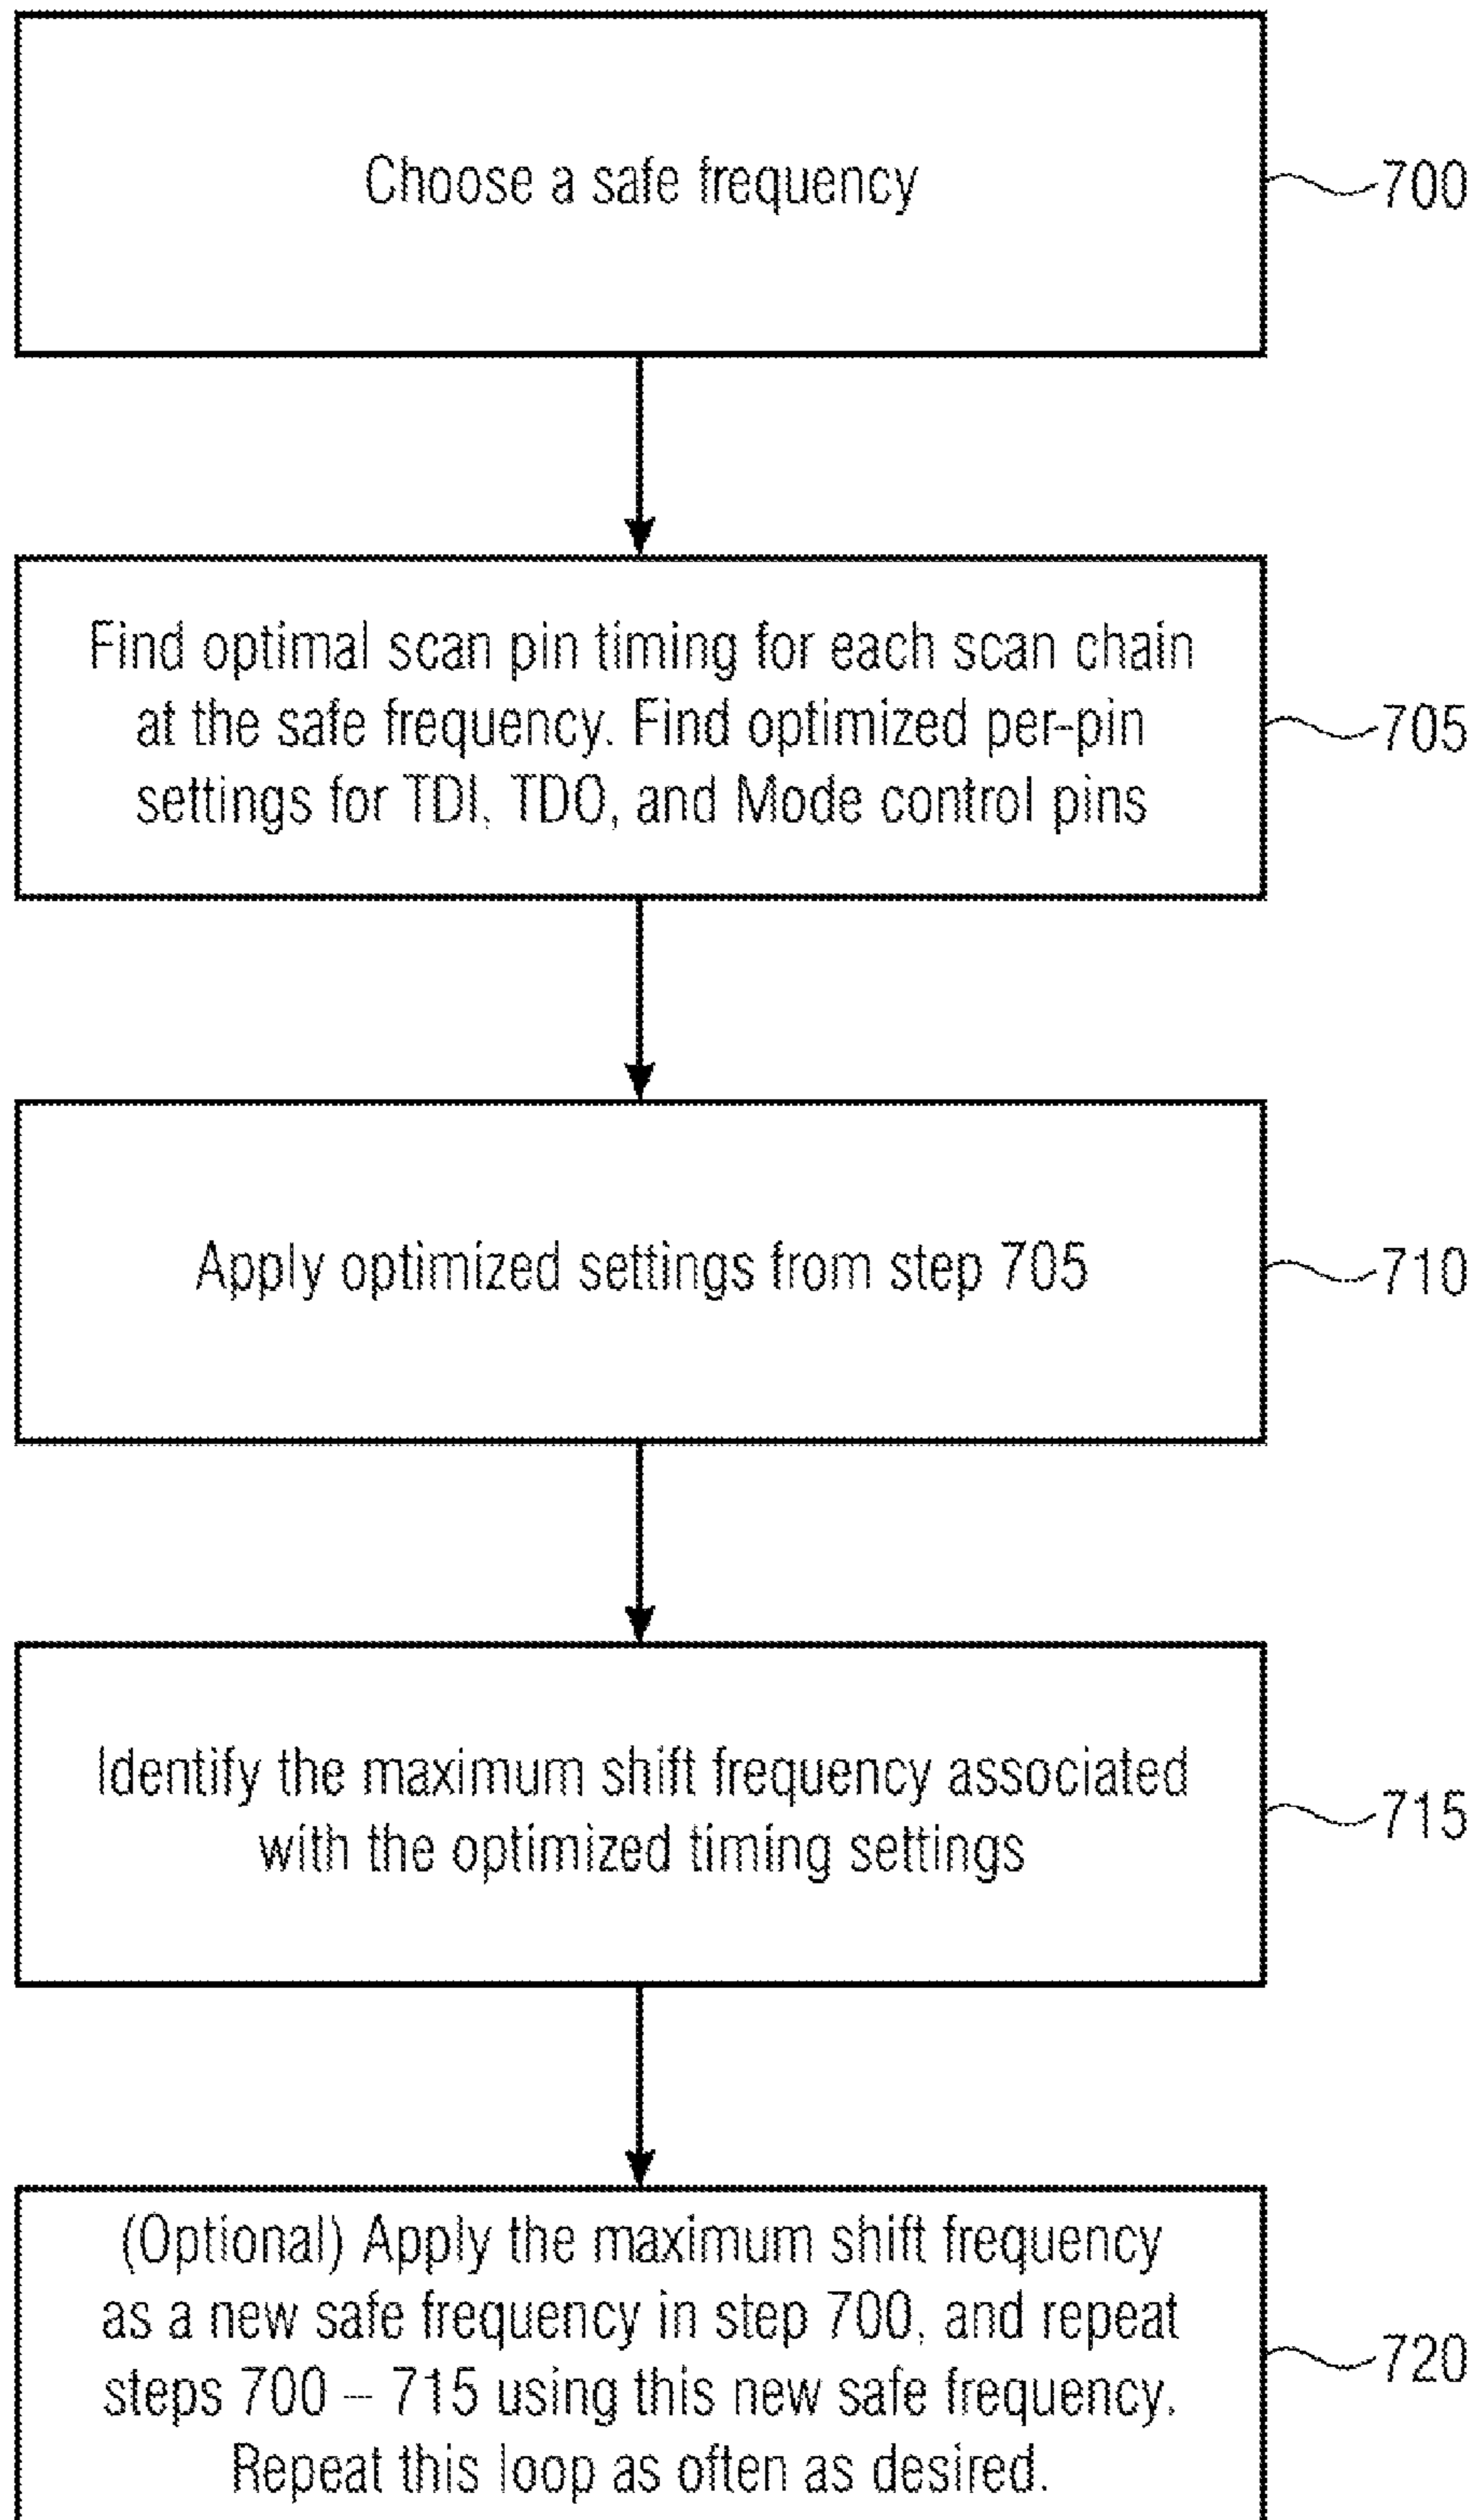 Choose a safe frequency
700
Find optimal scan pin timing for each scan chain
at the safe frequency. Find optimized per-pin
settings for TDI, TDO, and Mode control pins
705
Apply optimized settings from step 705
710
Identify the maximum shift frequency associated
with the optimized timing settings
715
(Optional) Apply the maximum shift frequency
as a new safe frequency in step 700, and repeat
steps 700 – 715 using this new safe frequency.
Repeat this loop as often as desired.
720